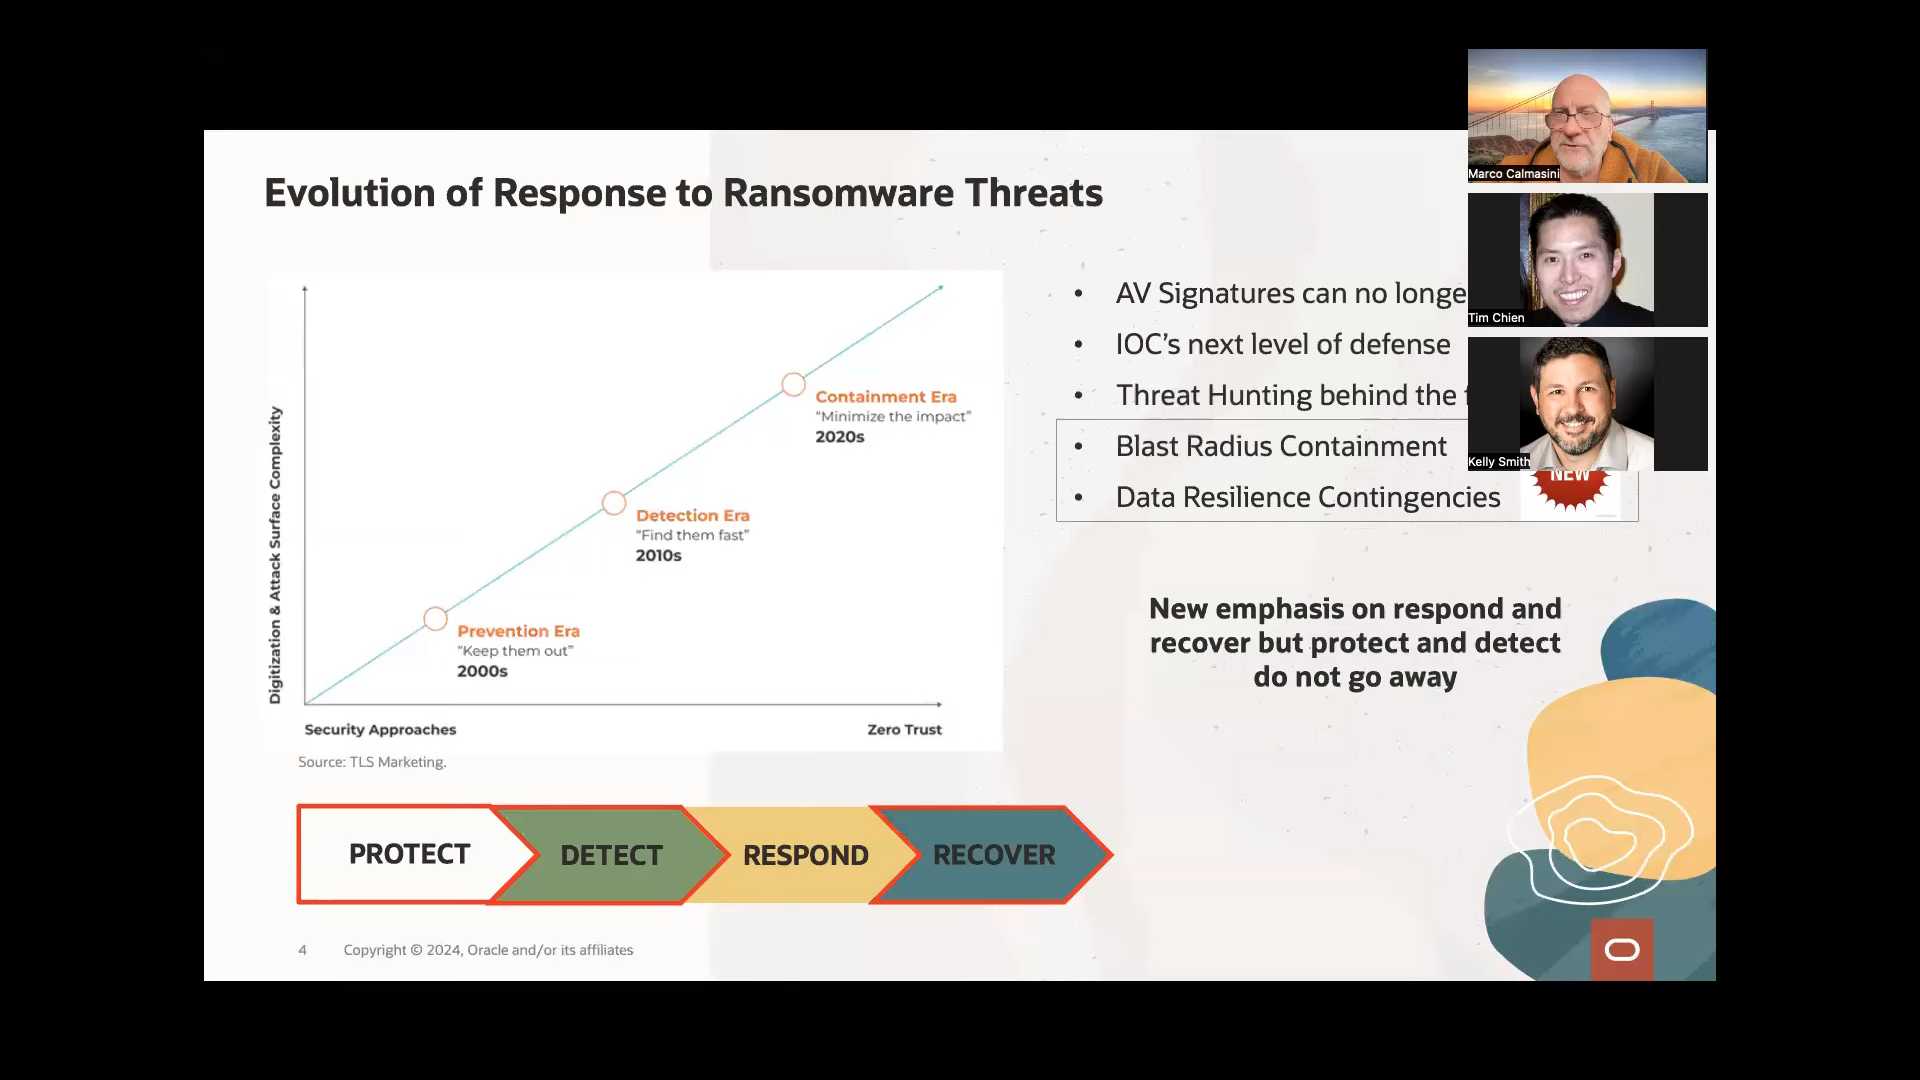 Evolution of Response to Ransomware Threats
Digitization & Attack Surface Complexity
Containment Era
“Minimize the impact”
2020s
Detection Era
“Find them fast”
2010s
Prevention Era
“Keep them out”
2000s
Security Approaches
Zero Trust
Source: TLS Marketing.
• AV Signatures can no longe
• IOC’s next level of defense
• Threat Hunting behind the
• Blast Radius Containment
• Data Resilience Contingencies
NEW
New emphasis on respond and
recover but protect and detect
do not go away
PROTECT
DETECT
RESPOND
RECOVER
4
Copyright © 2024, Oracle and/or its affiliates
Marco Calmasini
Tim Chien
Kelly Smith